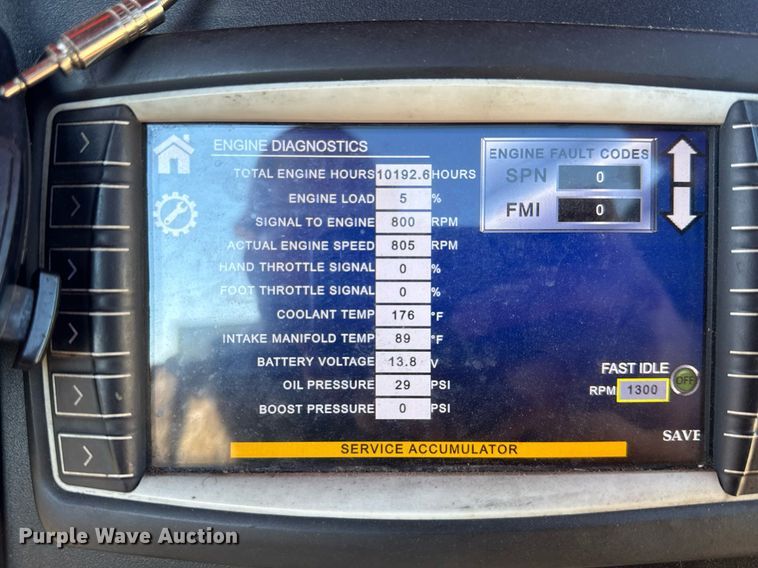 ENGINE DIAGNOSTICS
TOTAL ENGINE HOURS 10192.6 HOURS
ENGINE LOAD 5 %
SIGNAL TO ENGINE 800 RPM
ACTUAL ENGINE SPEED 805 RPM
HAND THROTTLE SIGNAL 0 %
FOOT THROTTLE SIGNAL 0 %
COOLANT TEMP 176 °F
INTAKE MANIFOLD TEMP 89 °F
BATTERY VOLTAGE 13.8 V
OIL PRESSURE 29 PSI
BOOST PRESSURE 0 PSI
ENGINE FAULT CODES
SPN 0
FMI 0
FAST IDLE
RPM 1300 OFF
SAVE
SERVICE ACCUMULATOR
Purple Wave Auction